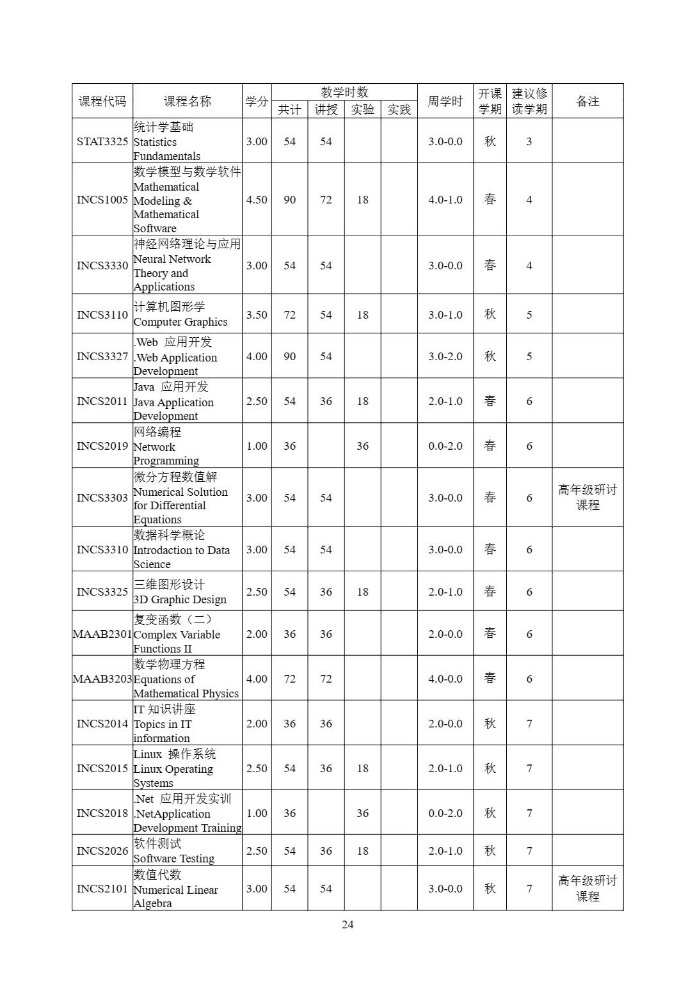 课程代码 课程名称 学分 教学时数 周学时 开课学期 建议修读学期 备注
共计 讲授 实验 实践
统计学基础
STAT3325 Statistics 3.00 54 54 3.0-0.0 秋 3
Fundamentals
数学模型与数学软件
Mathematical
INCS1005 Modeling & 4.50 90 72 18 4.0-1.0 春 4
Mathematical
Software
神经网络理论与应用
INCS3330 Neural Network 3.00 54 54 3.0-0.0 春 4
Theory and
Applications
计算机图形学
INCS3110 Computer Graphics 3.50 72 54 18 3.0-1.0 秋 5
.Web 应用开发
INCS3327 .Web Application 4.00 90 54 3.0-2.0 秋 5
Development
Java 应用开发
INCS2011 Java Application 2.50 54 36 18 2.0-1.0 春 6
Development
网络编程
INCS2019 Network 1.00 36 36 0.0-2.0 春 6
Programming
微分方程数值解
INCS3303 Numerical Solution 3.00 54 54 3.0-0.0 春 6 高年级研讨课程
for Differential
Equations
数据科学概论
INCS3310 Introdaction to Data 3.00 54 54 3.0-0.0 春 6
Science
三维图形设计
INCS3325 3D Graphic Design 2.50 54 36 18 2.0-1.0 春 6
复变函数（二）
MAAB2301 Complex Variable 2.00 36 36 2.0-0.0 春 6
Functions II
数学物理方程
MAAB3203 Equations of 4.00 72 72 4.0-0.0 春 6
Mathematical Physics
IT 知识讲座
INCS2014 Topics in IT 2.00 36 36 2.0-0.0 秋 7
information
Linux 操作系统
INCS2015 Linux Operating 2.50 54 36 18 2.0-1.0 秋 7
Systems
.Net 应用开发实训
INCS2018 .NetApplication 1.00 36 36 0.0-2.0 秋 7
Development Training
软件测试
INCS2026 Software Testing 2.50 54 36 18 2.0-1.0 秋 7
数值代数
INCS2101 Numerical Linear 3.00 54 54 3.0-0.0 秋 7 高年级研讨课程
Algebra
24